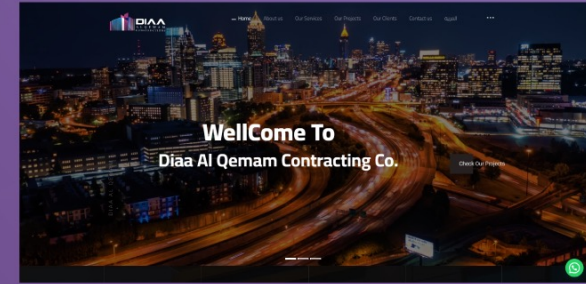 DIAA
Home About us Our Services Our Projects Our Clients Contact us العربية
WellCome To
Diaa Al Qemam Contracting Co.
Check Our Projects